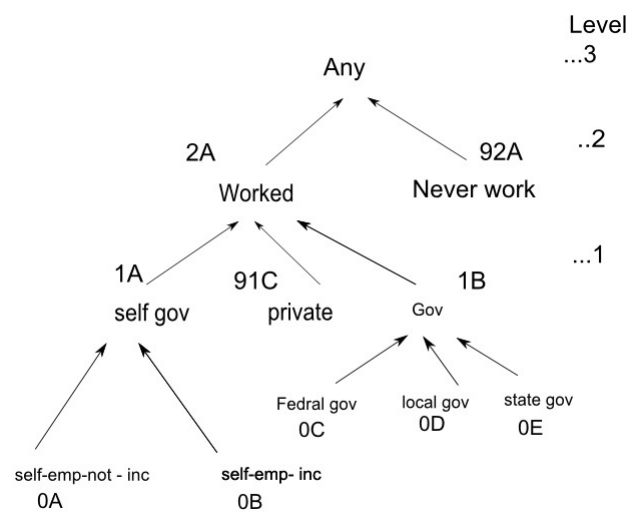 Level
...3
Any
..2
2A
92A
Worked
Never work
...1
1A
91C
1B
self gov
private
Gov
Fedral gov
local gov
state gov
0C
0D
0E
self-emp-not - inc
self-emp- inc
0A
0B